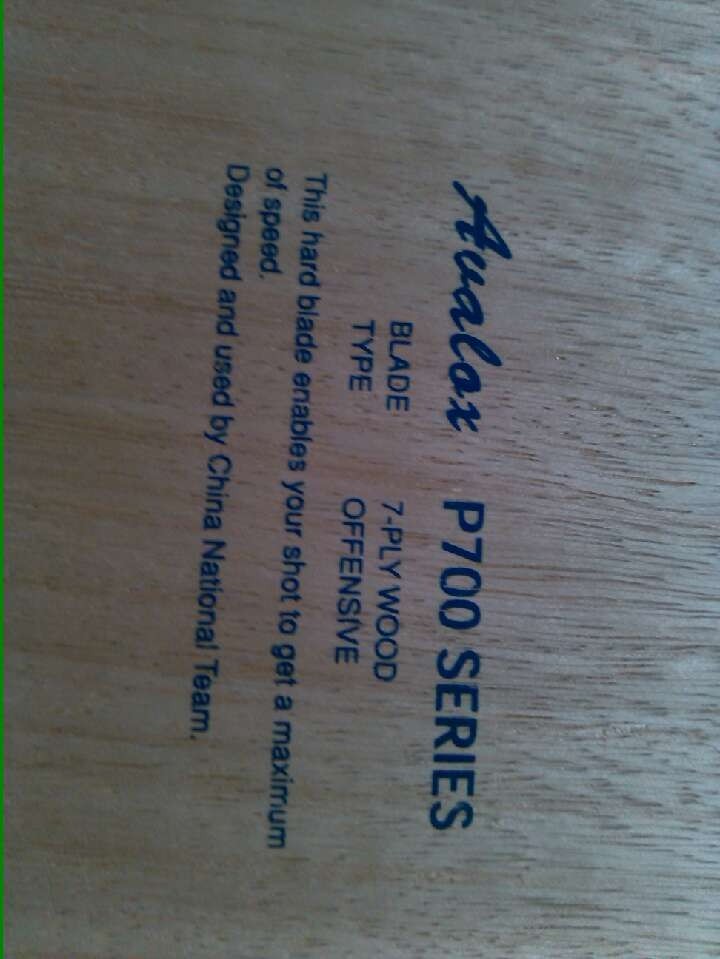 Avalox P700 SERIES
BLADE 7-PLY WOOD
TYPE OFFENSIVE
This hard blade enables your shot to get a maximum
of speed.
Designed and used by China National Team.